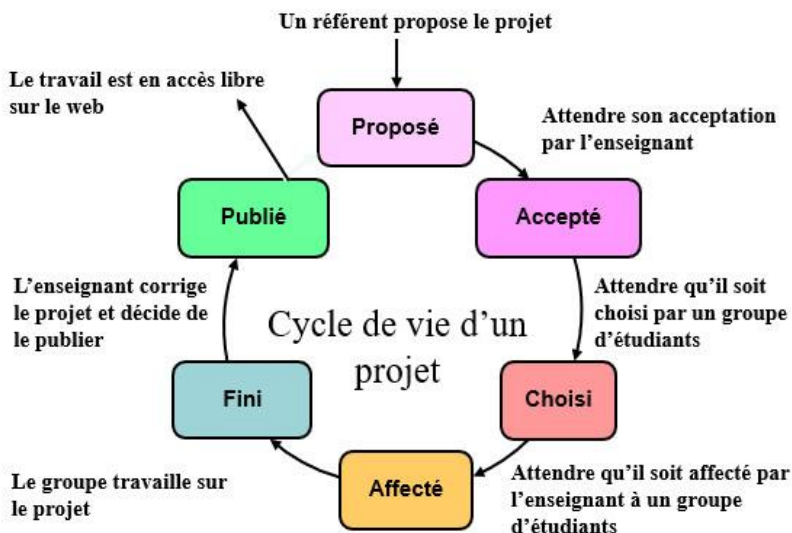 Un référent propose le projet
Le travail est en accès libre
sur le web
Proposé
Attendre son acceptation
par l’enseignant
Publié
Accepté
L’enseignant corrige
le projet et décide de
le publier
Attendre qu’il soit
choisi par un groupe
d’étudiants
Cycle de vie d’un
projet
Fini
Choisi
Le groupe travaille sur
le projet
Affecté
Attendre qu’il soit affecté par
l’enseignant à un groupe
d’étudiants